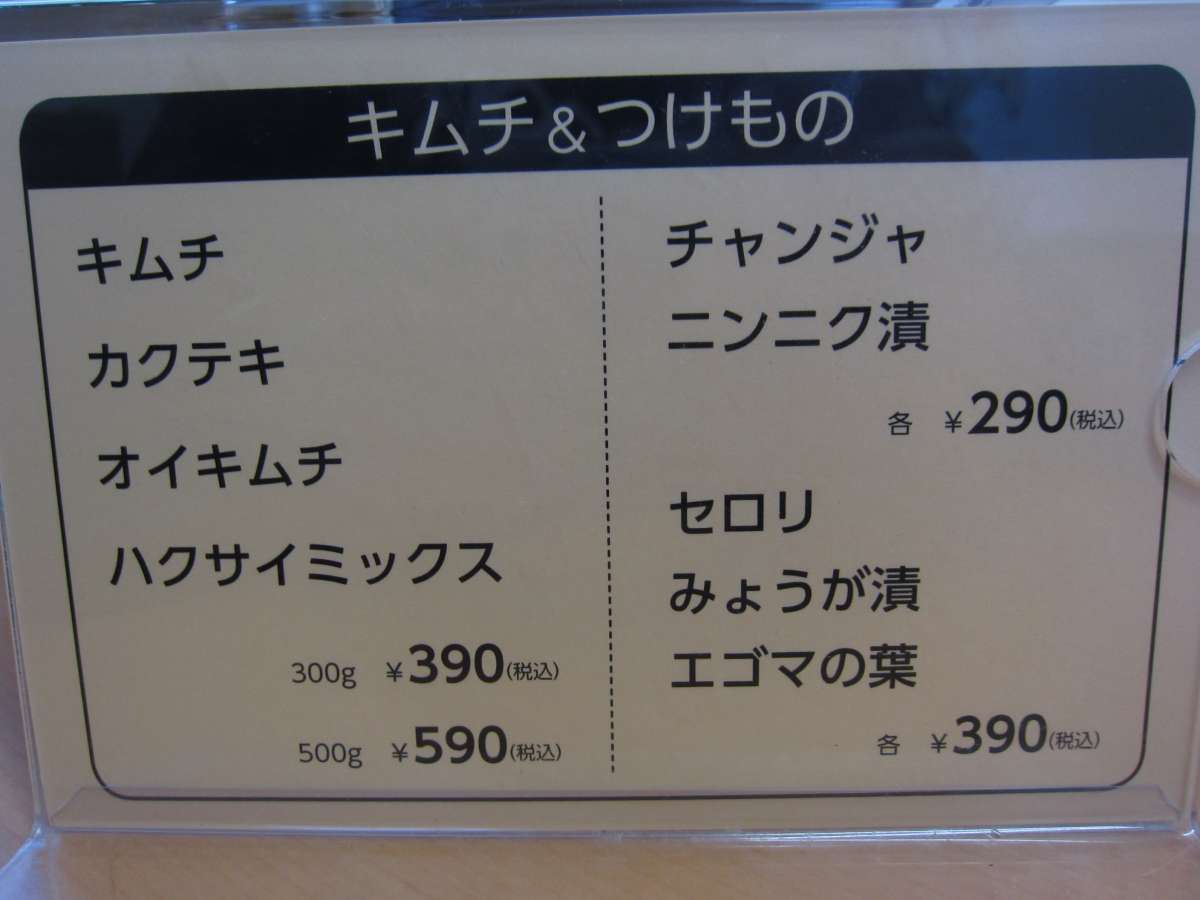 キムチ&つけもの
キムチ
カクテキ
オイキムチ
ハクサイミックス
300g ¥390(税込)
500g ¥590(税込)
チャンジャ
ニンニク漬
各 ¥290(税込)
セロリ
みょうが漬
エゴマの葉
各 ¥390(税込)